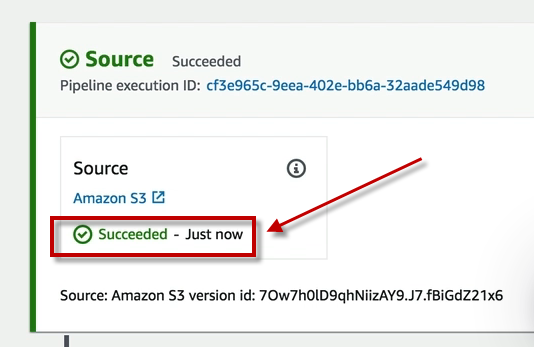 Source Succeeded
Pipeline execution ID: cf3e965c-9eea-402e-bb6a-32aade549d98
Source
Amazon S3
Succeeded - Just now
Source: Amazon S3 version id: 7Ow7h0lD9qhNiizAY9.J7.fBiGdZ21x6